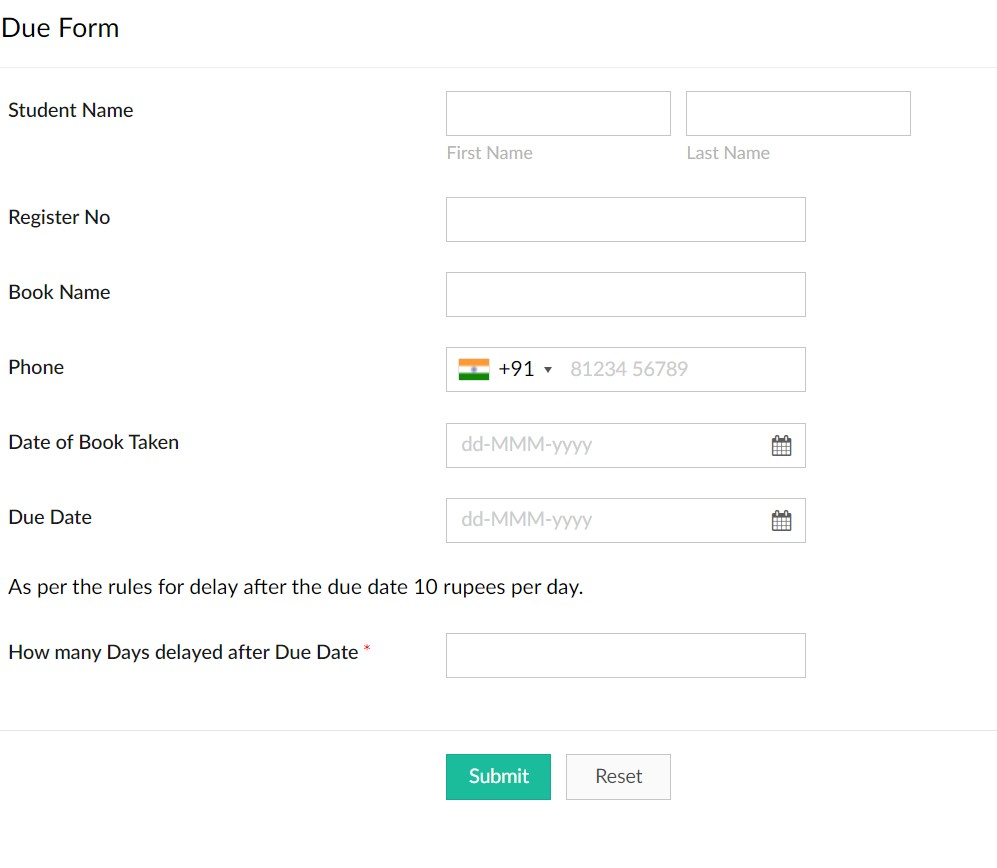 Due Form
Student Name
First Name Last Name
Register No
Book Name
Phone +91 81234 56789
Date of Book Taken dd-MMM-yyyy
Due Date dd-MMM-yyyy
As per the rules for delay after the due date 10 rupees per day.
How many Days delayed after Due Date *
Submit Reset